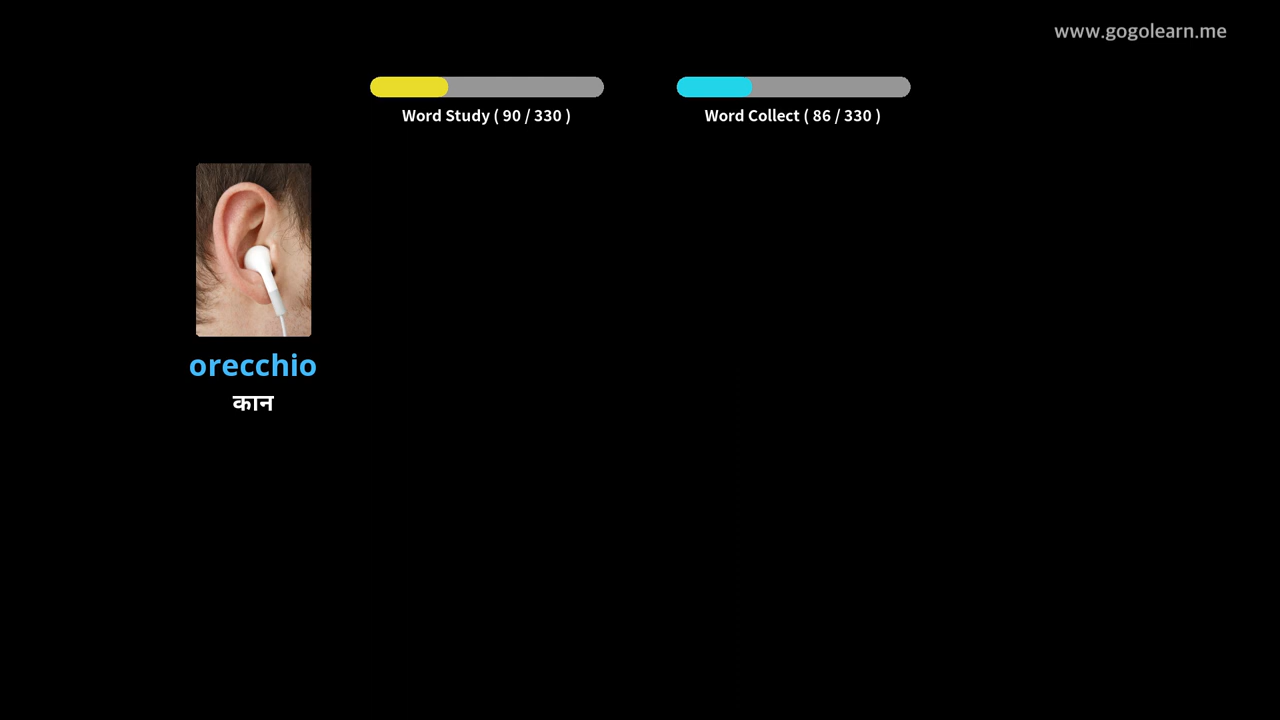 www.gogolearn.me
Word Study ( 90 / 330 )
Word Collect ( 86 / 330 )
orecchio
कान